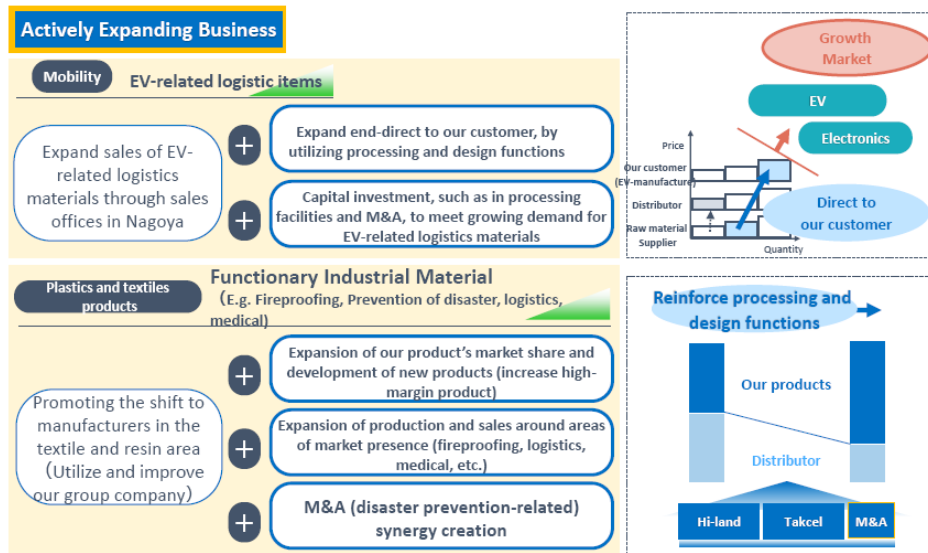 Actively Expanding Business
Mobility
EV-related logistic items
Expand sales of EV-
related logistics
materials through sales
offices in Nagoya
+
Expand end-direct to our customer, by
utilizing processing and design functions
+
Capital investment, such as in processing
facilities and M&A, to meet growing demand for
EV-related logistics materials
Growth
Market
EV
Electronics
Price
Our customer
(EV-manufacture)
Distributor
Raw material
Supplier
Quantity
Direct to
our customer
Plastics and textiles
products
Functionary Industrial Material
（E.g. Fireproofing, Prevention of disaster, logistics,
medical)
Promoting the shift to
manufacturers in the
textile and resin area
（Utilize and improve
our group company）
+
Expansion of our product’s market share and
development of new products (increase high-
margin product)
+
Expansion of production and sales around areas
of market presence (fireproofing, logistics,
medical, etc.)
+
M&A (disaster prevention-related)
synergy creation
Reinforce processing and
design functions
Our products
Distributor
Hi-land
Takcel
M&A